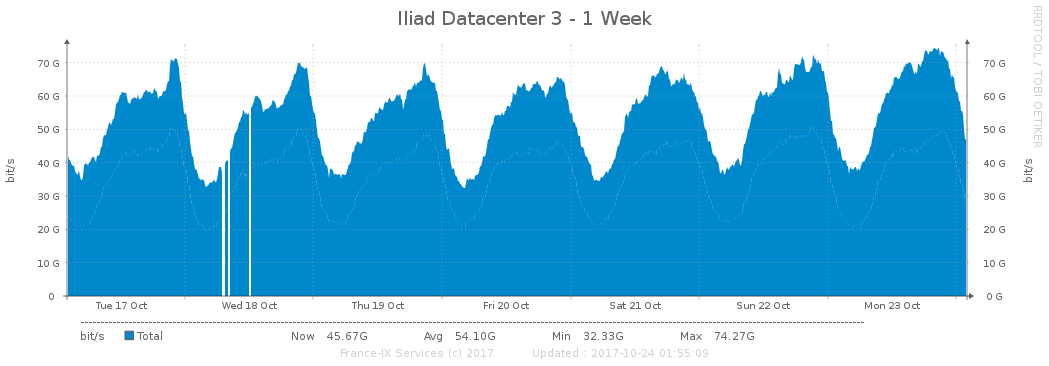 Iliad Datacenter 3 - 1 Week
RRDTOOL / TOBI OETIKER
bit/s
70 G 70 G
60 G 60 G
50 G 50 G
40 G 40 G
30 G 30 G
20 G 20 G
10 G 10 G
0 0 G
bit/s
Tue 17 Oct Wed 18 Oct Thu 19 Oct Fri 20 Oct Sat 21 Oct Sun 22 Oct Mon 23 Oct
bit/s Total Now 45.67G Avg 54.10G Min 32.33G Max 74.27G
France-IX Services (c) 2017 Updated : 2017-10-24 01:55:09